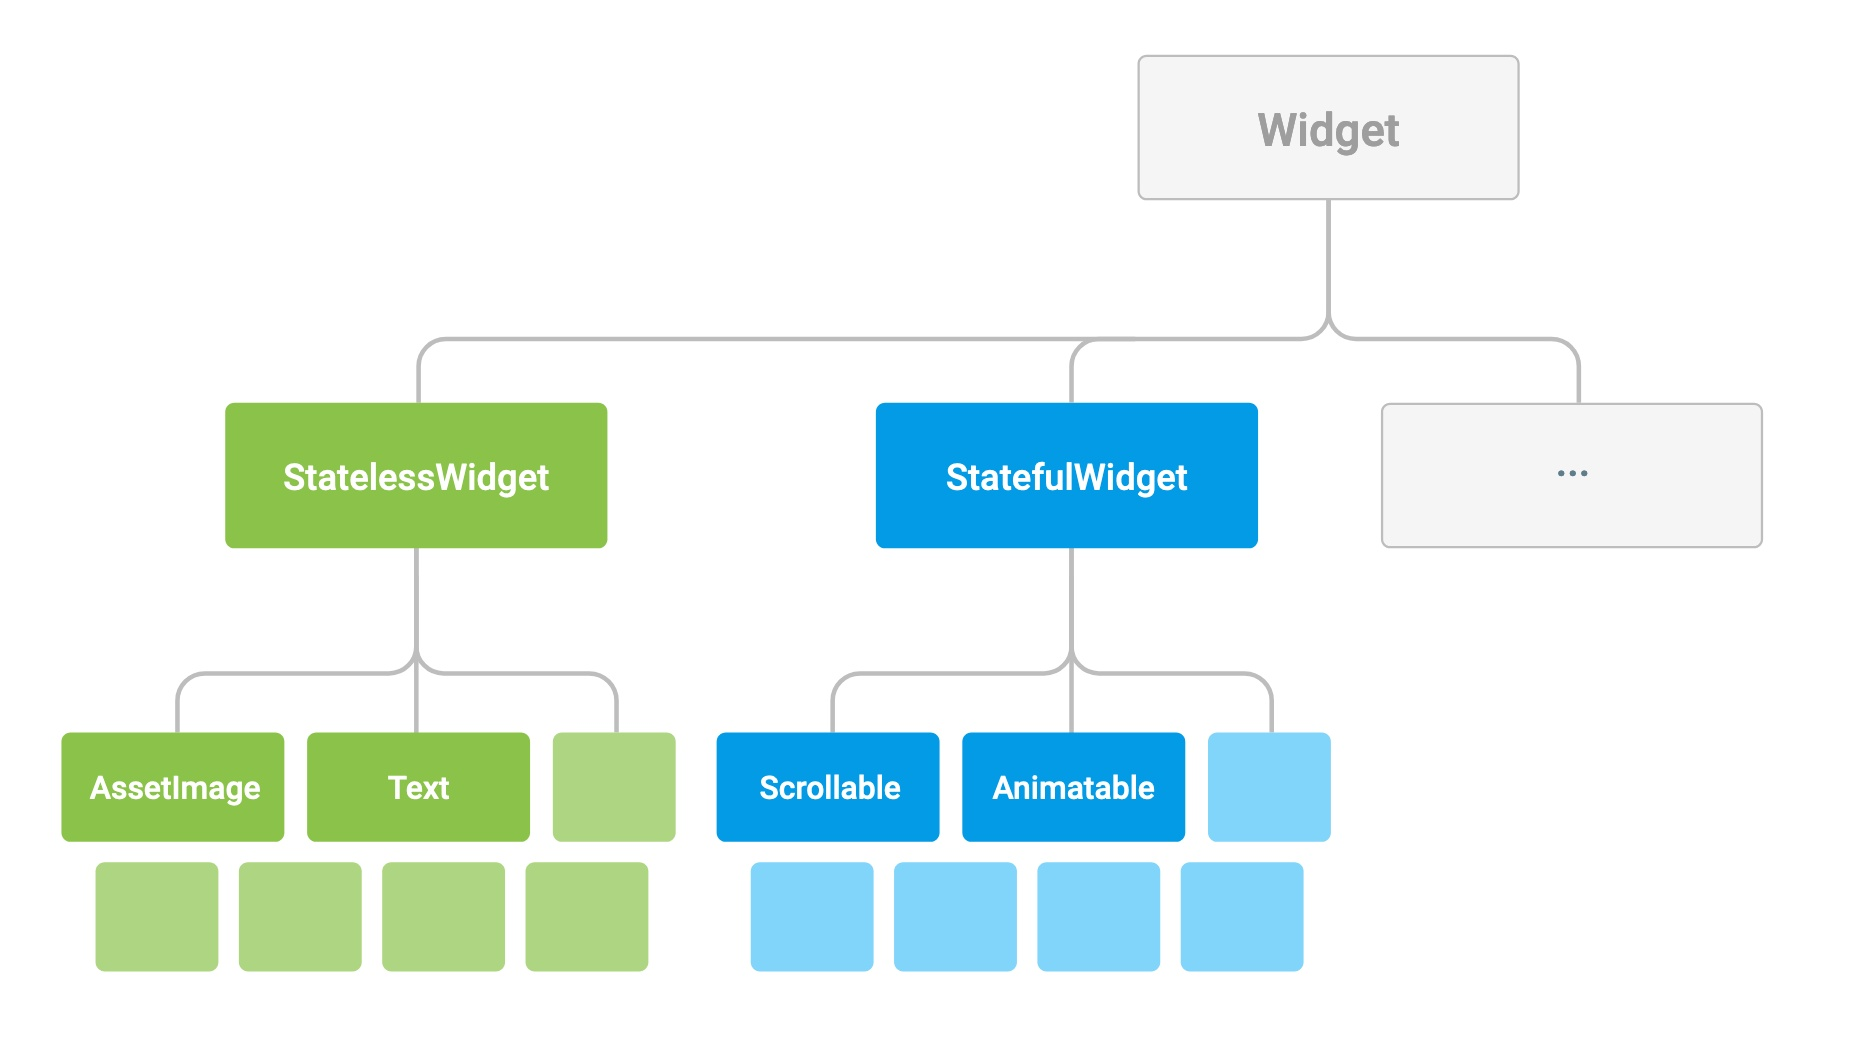 Widget
StatelessWidget
StatefulWidget
...
AssetImage
Text
Scrollable
Animatable